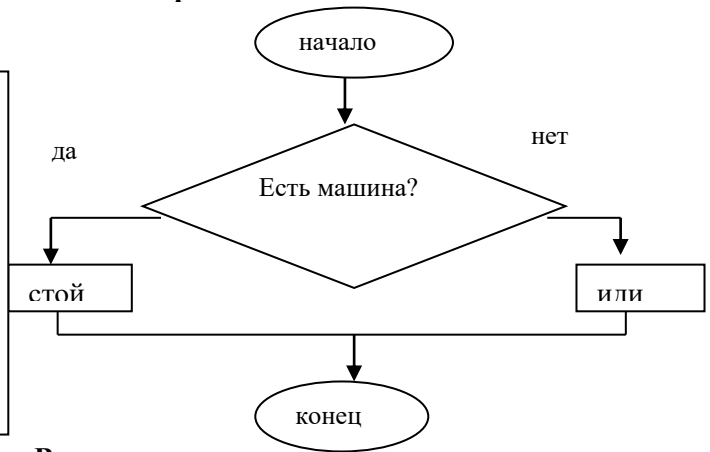 начало
да
нет
Есть машина?
стой
иди
конец